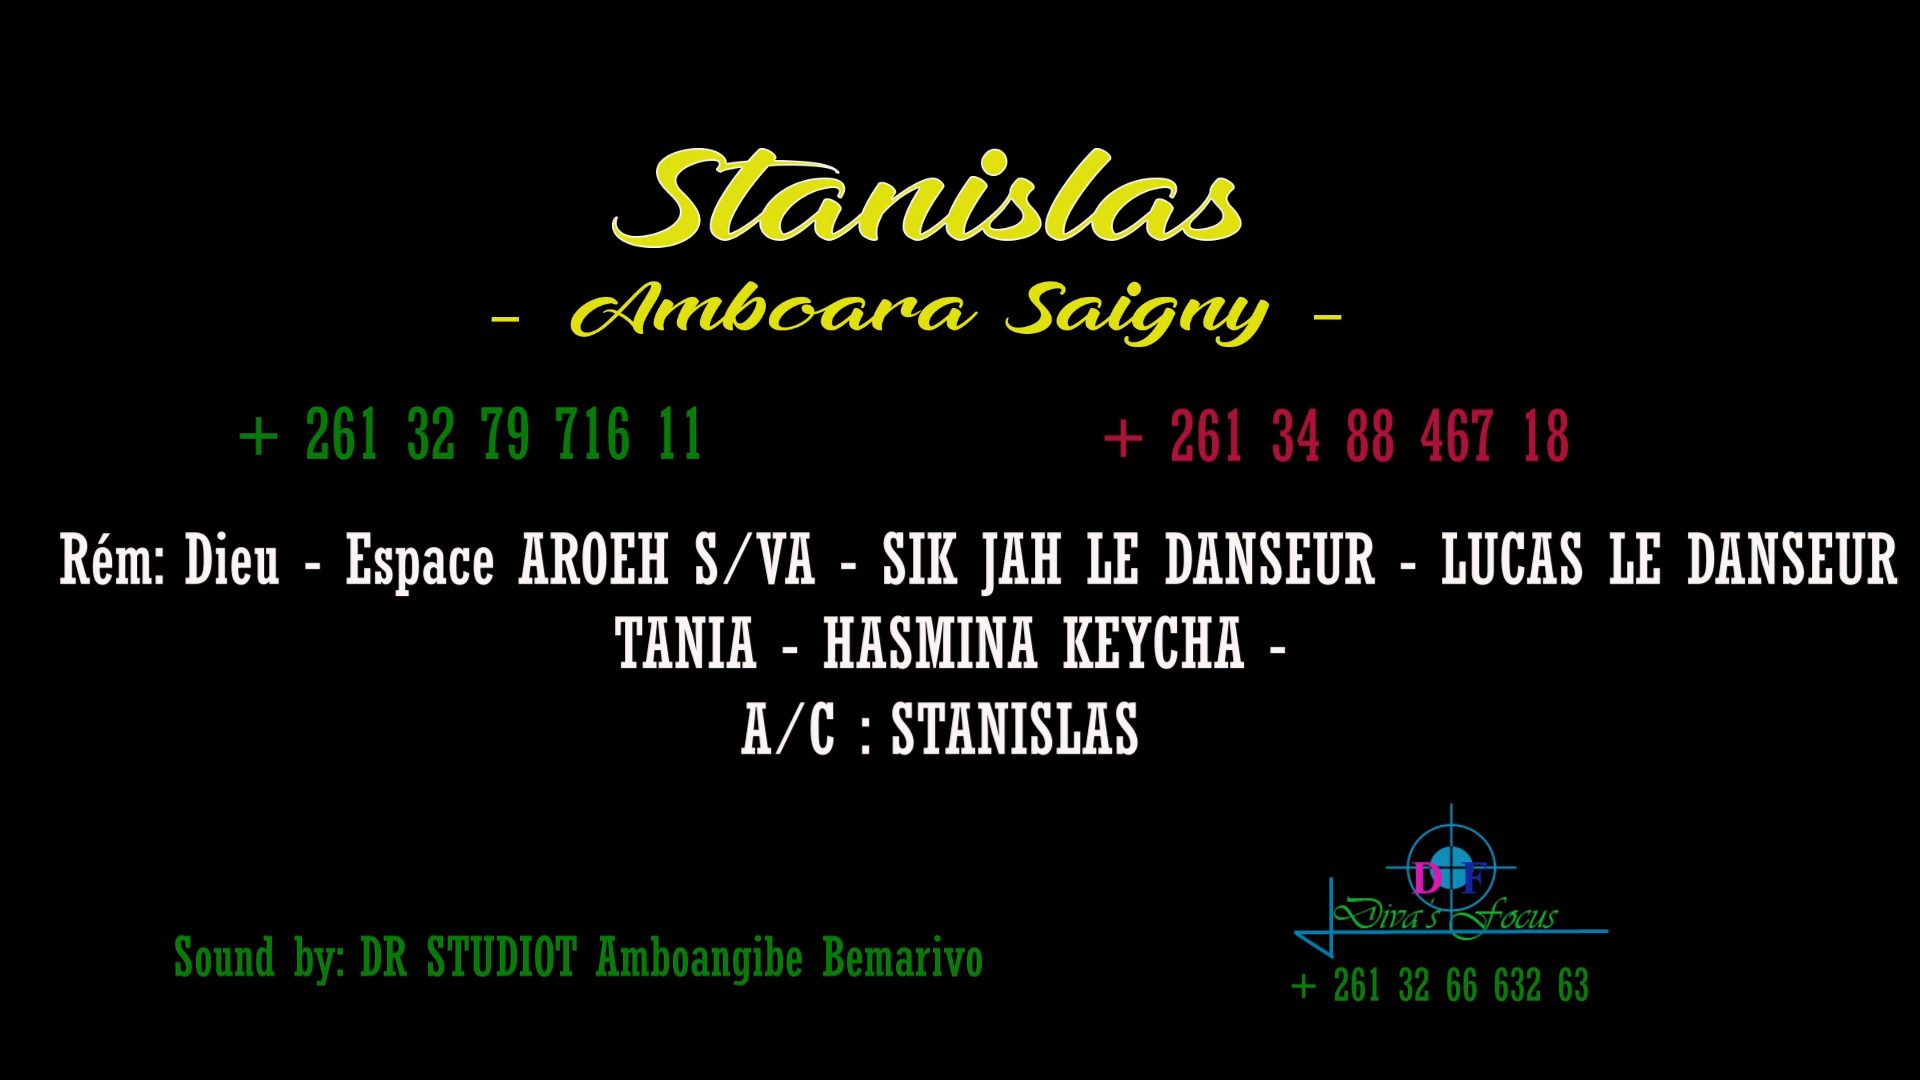 Stanislas
- Amboara Saigny -
+ 261 32 79 716 11
+ 261 34 88 467 18
Rém: Dieu - Espace AROEH S/VA - SIK JAH LE DANSEUR - LUCAS LE DANSEUR
TANIA - HASMINA KEYCHA -
A/C : STANISLAS
D F
Diva's Focus
Sound by: DR STUDIOT Amboangibe Bemarivo
+ 261 32 66 632 63